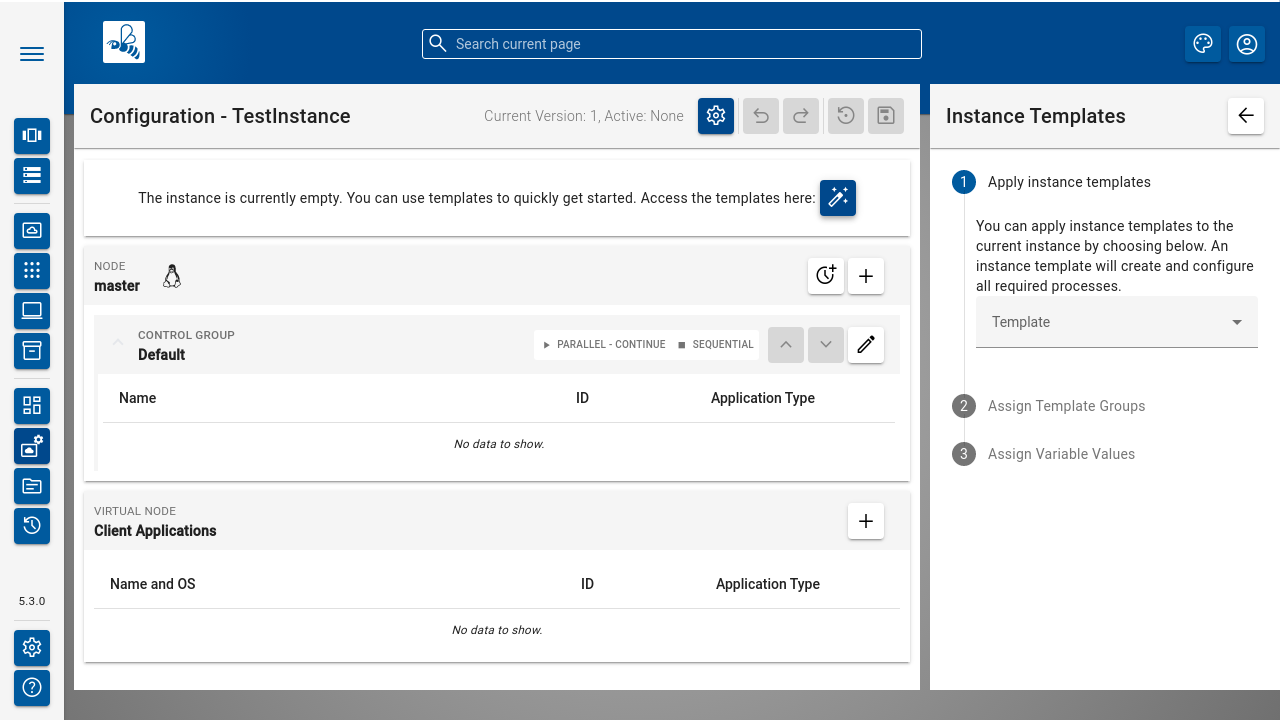 Search current page
Configuration - TestInstance
Current Version: 1, Active: None
Instance Templates
The instance is currently empty. You can use templates to quickly get started. Access the templates here:
NODE
master
CONTROL GROUP
Default
PARALLEL - CONTINUE
SEQUENTIAL
Name
ID
Application Type
No data to show.
VIRTUAL NODE
Client Applications
Name and OS
ID
Application Type
No data to show.
1
Apply instance templates
You can apply instance templates to the
current instance by choosing below. An
instance template will create and configure
all required processes.
Template
2
Assign Template Groups
3
Assign Variable Values
5.3.0